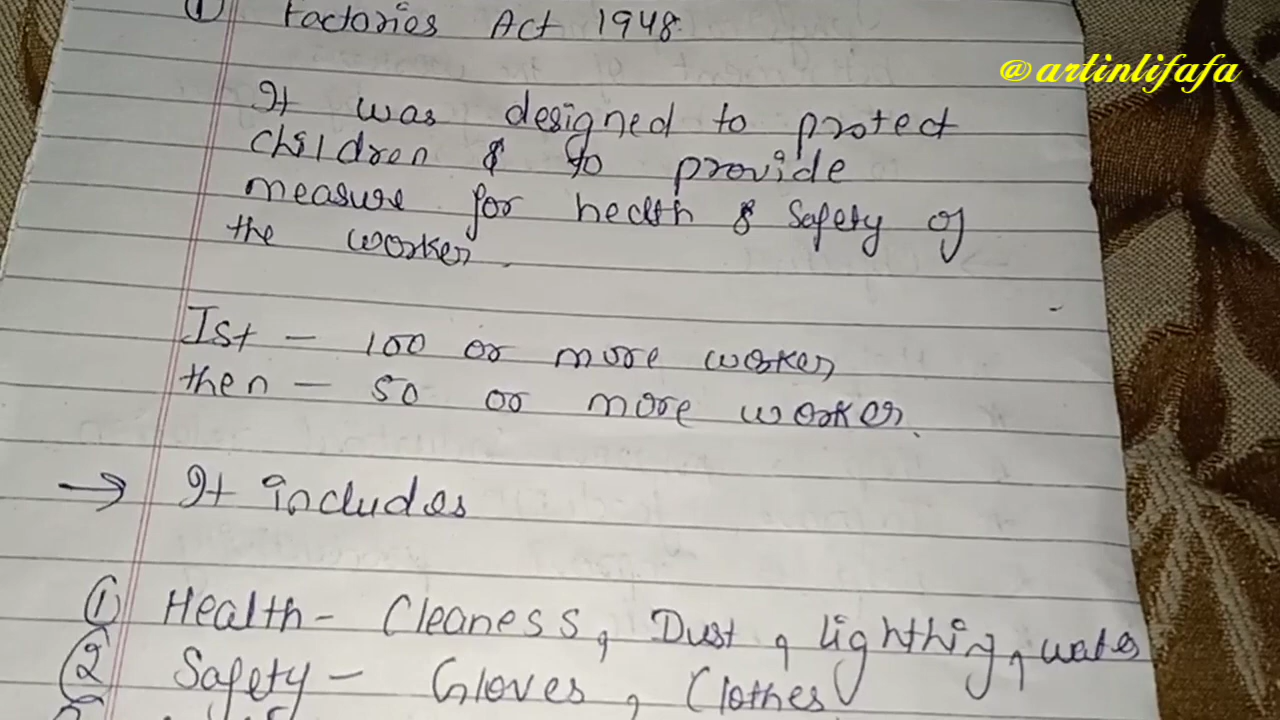 ① Factories Act 1948.
@artinlifafa
It was designed to protect
children & to provide
measure for health & Safety of
the worker.
Ist - 100 or more worker
then - 50 or more worker.
→ It includes
① Health - Cleaness, Dust, lighthing, water
② Safety - Gloves, Clothes